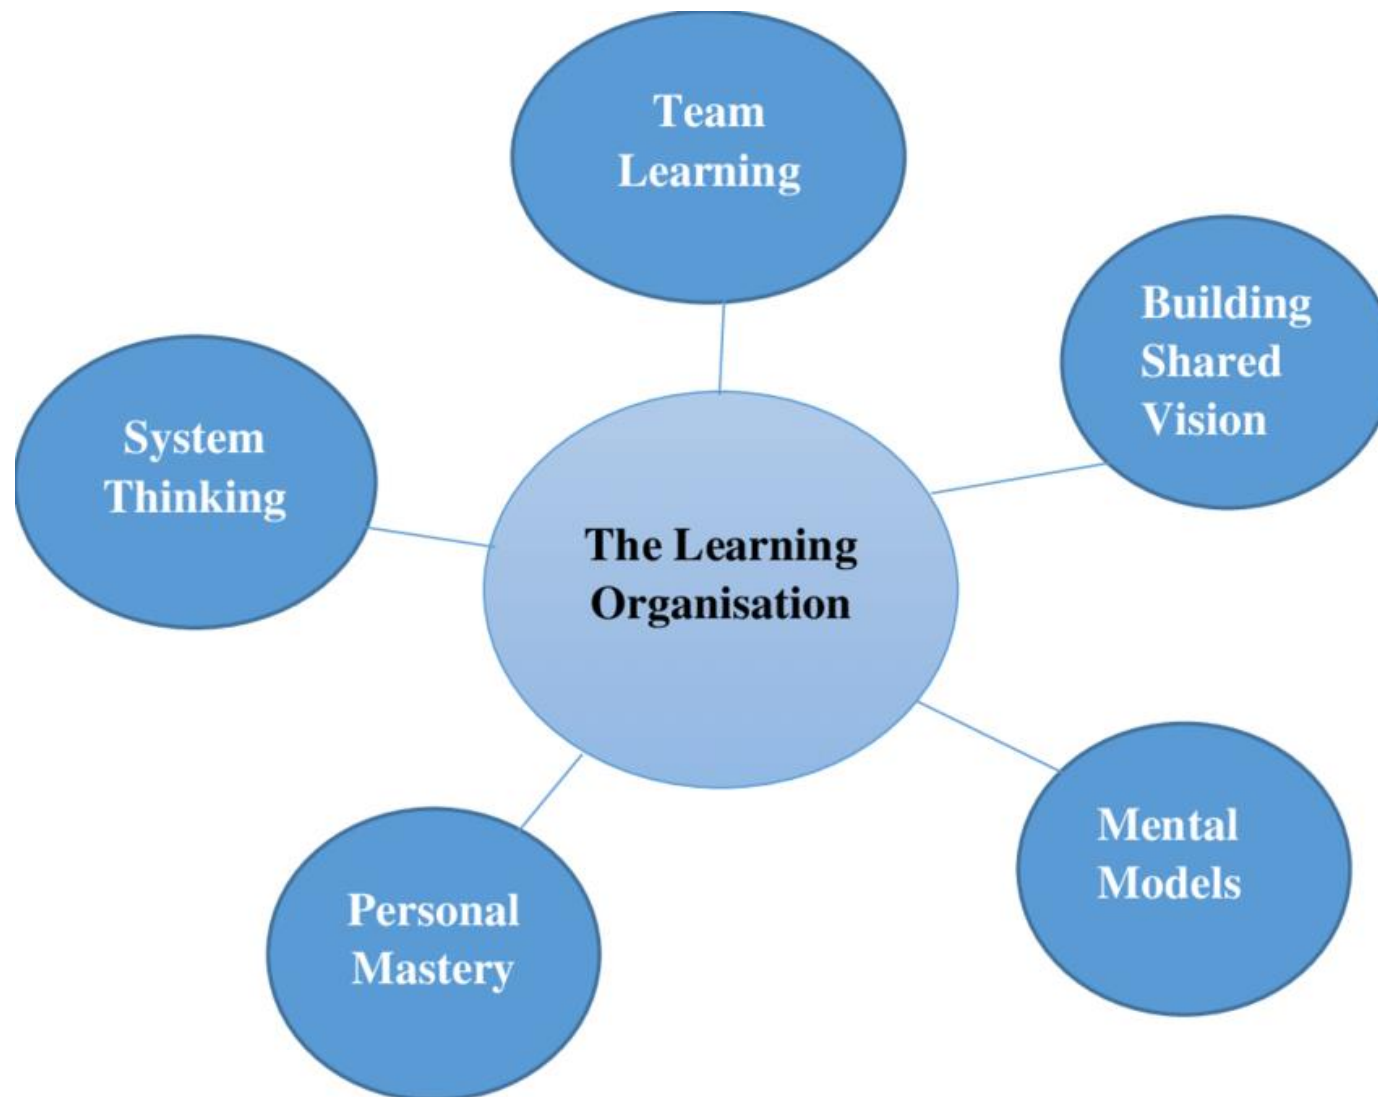 Team
Learning
Building
Shared
Vision
System
Thinking
The Learning
Organisation
Mental
Models
Personal
Mastery